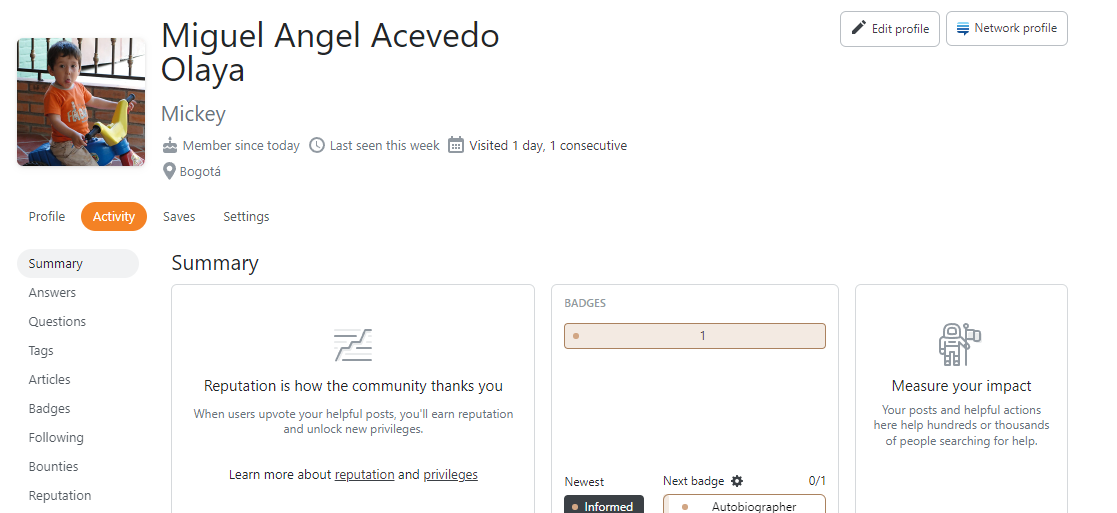 Miguel Angel Acevedo
Olaya
Edit profile
Network profile
Mickey
Member since today
Last seen this week
Visited 1 day, 1 consecutive
Bogotá
Profile
Activity
Saves
Settings
Summary
Answers
Questions
Tags
Articles
Badges
Following
Bounties
Reputation
Summary
Reputation is how the community thanks you
When users upvote your helpful posts, you'll earn reputation
and unlock new privileges.
Learn more about reputation and privileges
BADGES
1
Newest
Informed
Next badge
0/1
Autobiographer
Measure your impact
Your posts and helpful actions
here help hundreds or thousands
of people searching for help.